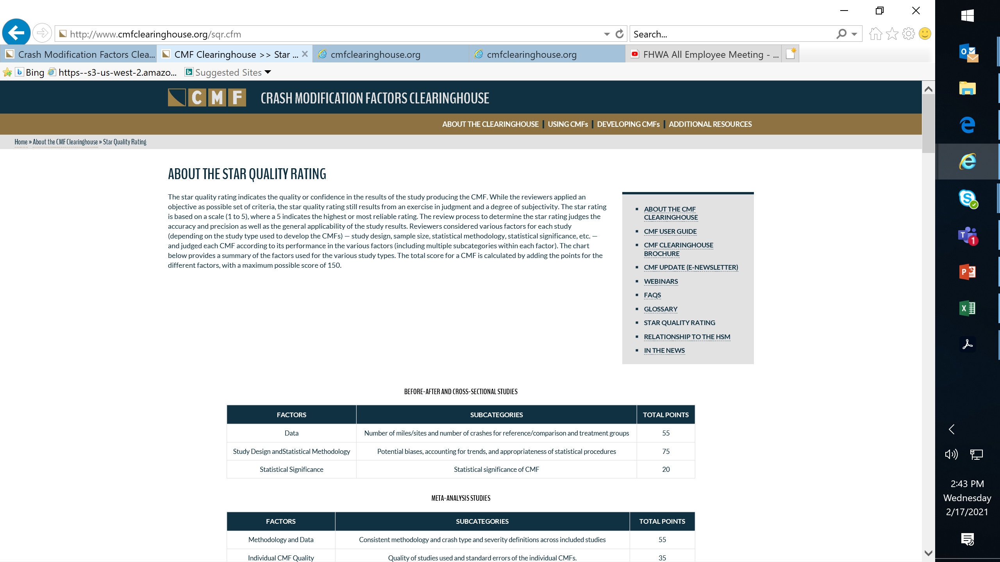 http://www.cmfclearinghouse.org/sqr.cfm
Search...
Crash Modification Factors Clea...
CMF Clearinghouse >> Star ...
cmfclearinghouse.org
cmfclearinghouse.org
FHWA All Employee Meeting - ...
Bing
https--s3-us-west-2.amazo...
Suggested Sites
CMF
CRASH MODIFICATION FACTORS CLEARINGHOUSE
ABOUT THE CLEARINGHOUSE | USING CMFs | DEVELOPING CMFs | ADDITIONAL RESOURCES
Home » About the CMF Clearinghouse » Star Quality Rating
ABOUT THE STAR QUALITY RATING
The star quality rating indicates the quality or confidence in the results of the study producing the CMF. While the reviewers applied an
objective as possible set of criteria, the star quality rating still results from an exercise in judgment and a degree of subjectivity. The star rating
is based on a scale (1 to 5), where a 5 indicates the highest or most reliable rating. The review process to determine the star rating judges the
accuracy and precision as well as the general applicability of the study results. Reviewers considered various factors for each study
(depending on the study type used to develop the CMFs) — study design, sample size, statistical methodology, statistical significance, etc. —
and judged each CMF according to its performance in the various factors (including multiple subcategories within each factor). The chart
below provides a summary of the factors used for the various study types. The total score for a CMF is calculated by adding the points for the
different factors, with a maximum possible score of 150.
ABOUT THE CMF
CLEARINGHOUSE
CMF USER GUIDE
CMF CLEARINGHOUSE
BROCHURE
CMF UPDATE (E-NEWSLETTER)
WEBINARS
FAQS
GLOSSARY
STAR QUALITY RATING
RELATIONSHIP TO THE HSM
IN THE NEWS
BEFORE-AFTER AND CROSS-SECTIONAL STUDIES
FACTORS SUBCATEGORIES TOTAL POINTS
Data Number of miles/sites and number of crashes for reference/comparison and treatment groups 55
Study Design andStatistical Methodology Potential biases, accounting for trends, and appropriateness of statistical procedures 75
Statistical Significance Statistical significance of CMF 20
META-ANALYSIS STUDIES
FACTORS SUBCATEGORIES TOTAL POINTS
Methodology and Data Consistent methodology and crash type and severity definitions across included studies 55
Individual CMF Quality Quality of studies used and standard errors of the individual CMFs. 35
1
2:43 PM
Wednesday
2/17/2021